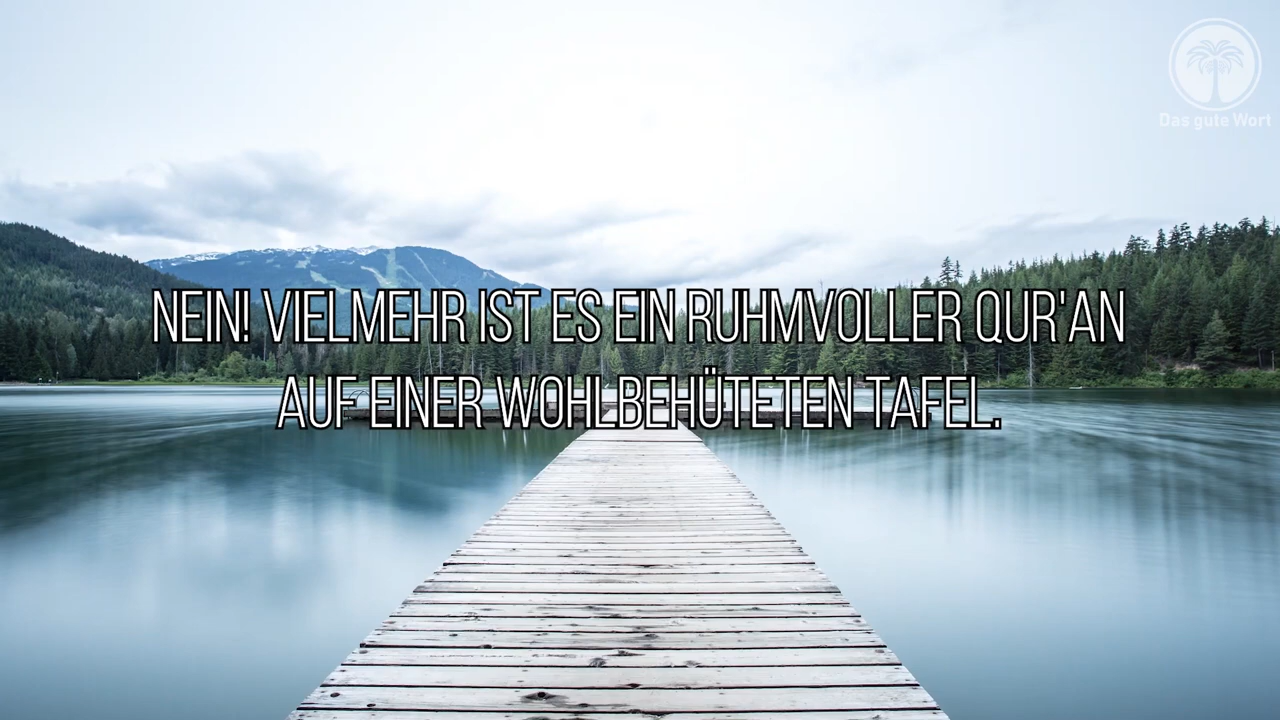 Das gute Wort
NEIN! VIELMEHR IST ES EIN RUHMVOLLER QUR'AN
AUF EINER WOHLBEHÜTETEN TAFEL.